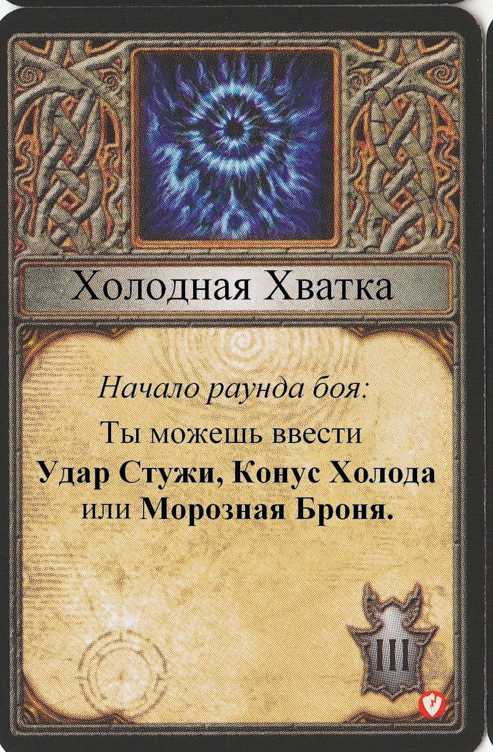 Холодная Хватка
Начало раунда боя:
Ты можешь ввести
Удар Стужи, Конус Холода
или Морозная Броня.
III